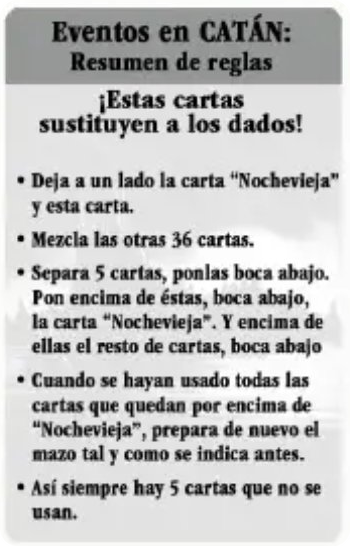 Eventos en CATÁN:
Resumen de reglas
¡Estas cartas
sustituyen a los dados!
• Deja a un lado la carta “Nochevieja”
y esta carta.
• Mezcla las otras 36 cartas.
• Separa 5 cartas, ponlas boca abajo.
Pon encima de éstas, boca abajo,
la carta “Nochevieja”. Y encima de
ellas el resto de cartas, boca abajo
• Cuando se hayan usado todas las
cartas que quedan por encima de
“Nochevieja”, prepara de nuevo el
mazo tal y como se indica antes.
• Así siempre hay 5 cartas que no se
usan.